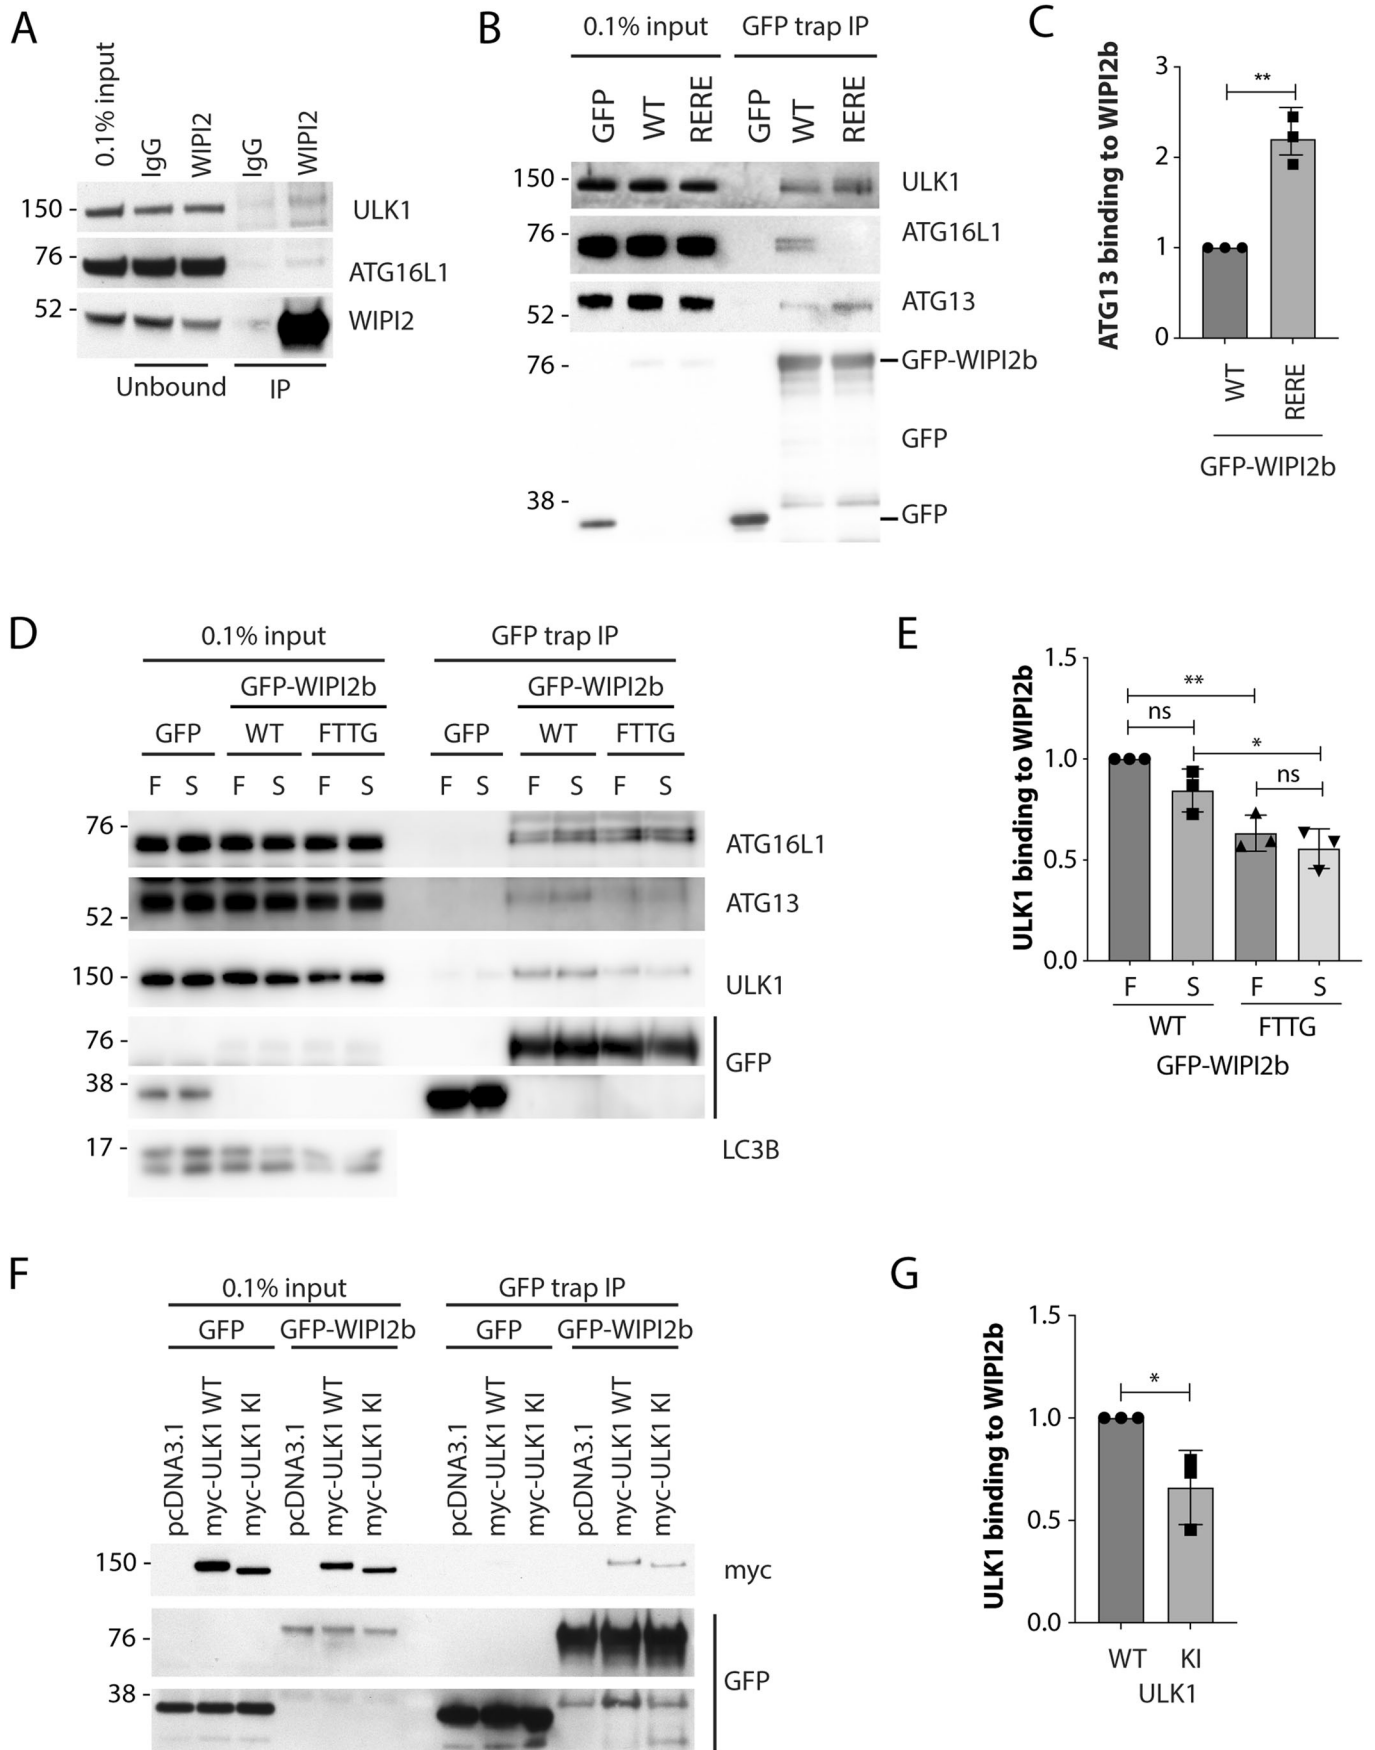 A
0.1% input
IgG
WIPI2
IgG
WIPI2
150 -
ULK1
76 -
ATG16L1
52 -
WIPI2
Unbound
IP
B
0.1% input
GFP trap IP
GFP
WT
RERE
GFP
WT
RERE
150 -
ULK1
76 -
ATG16L1
ATG13
52 -
76 -
GFP-WIPI2b
GFP
38 -
GFP
C
ATG13 binding to WIPI2b
3
2
1
0
**
WT
RERE
GFP-WIPI2b
D
0.1% input
GFP trap IP
GFP-WIPI2b
GFP-WIPI2b
GFP
WT
FTTG
GFP
WT
FTTG
F S F S F S F S F S F S
76 -
ATG16L1
ATG13
52 -
150 -
ULK1
76 -
GFP
38 -
17 -
LC3B
E
ULK1 binding to WIPI2b
1.5
1.0
0.5
0.0
**
ns
*
ns
F S F S
WT
FTTG
GFP-WIPI2b
F
0.1% input
GFP trap IP
GFP
GFP-WIPI2b
GFP
GFP-WIPI2b
pcDNA3.1
myc-ULK1 WT
myc-ULK1 KI
pcDNA3.1
myc-ULK1 WT
myc-ULK1 KI
pcDNA3.1
myc-ULK1 WT
myc-ULK1 KI
pcDNA3.1
myc-ULK1 WT
myc-ULK1 KI
150 -
myc
76 -
GFP
38 -
G
ULK1 binding to WIPI2b
1.5
1.0
0.5
0.0
*
WT KI
ULK1